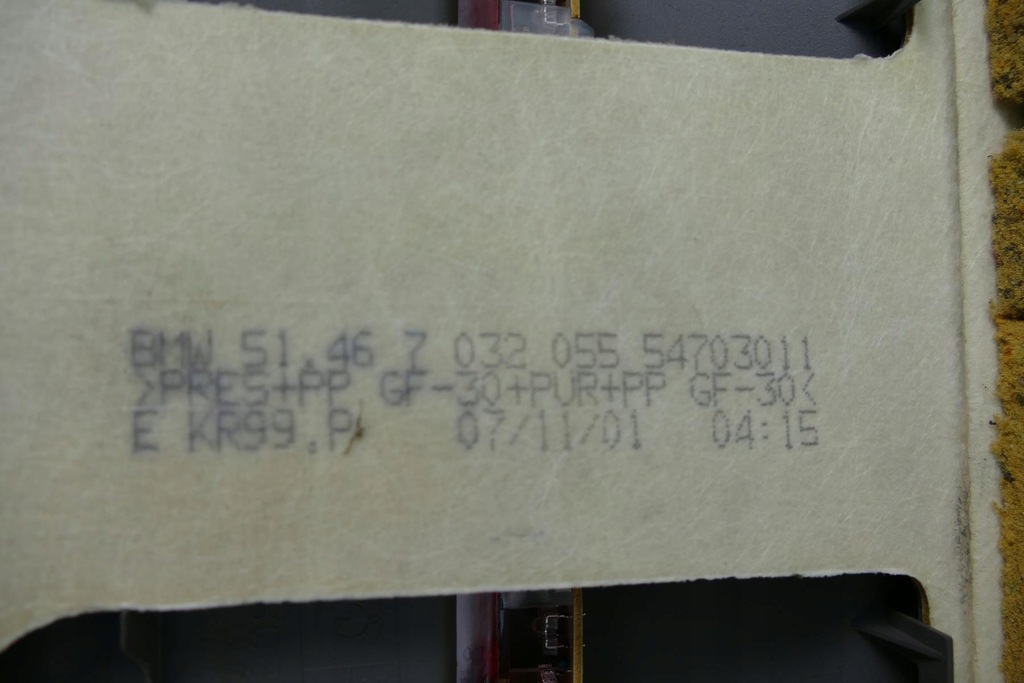 BMW 51.46 7 032 055 54703011
>PRES+PP GF-30+PUR+PP GF-30<
E KR99.P 07/11/01 04:15